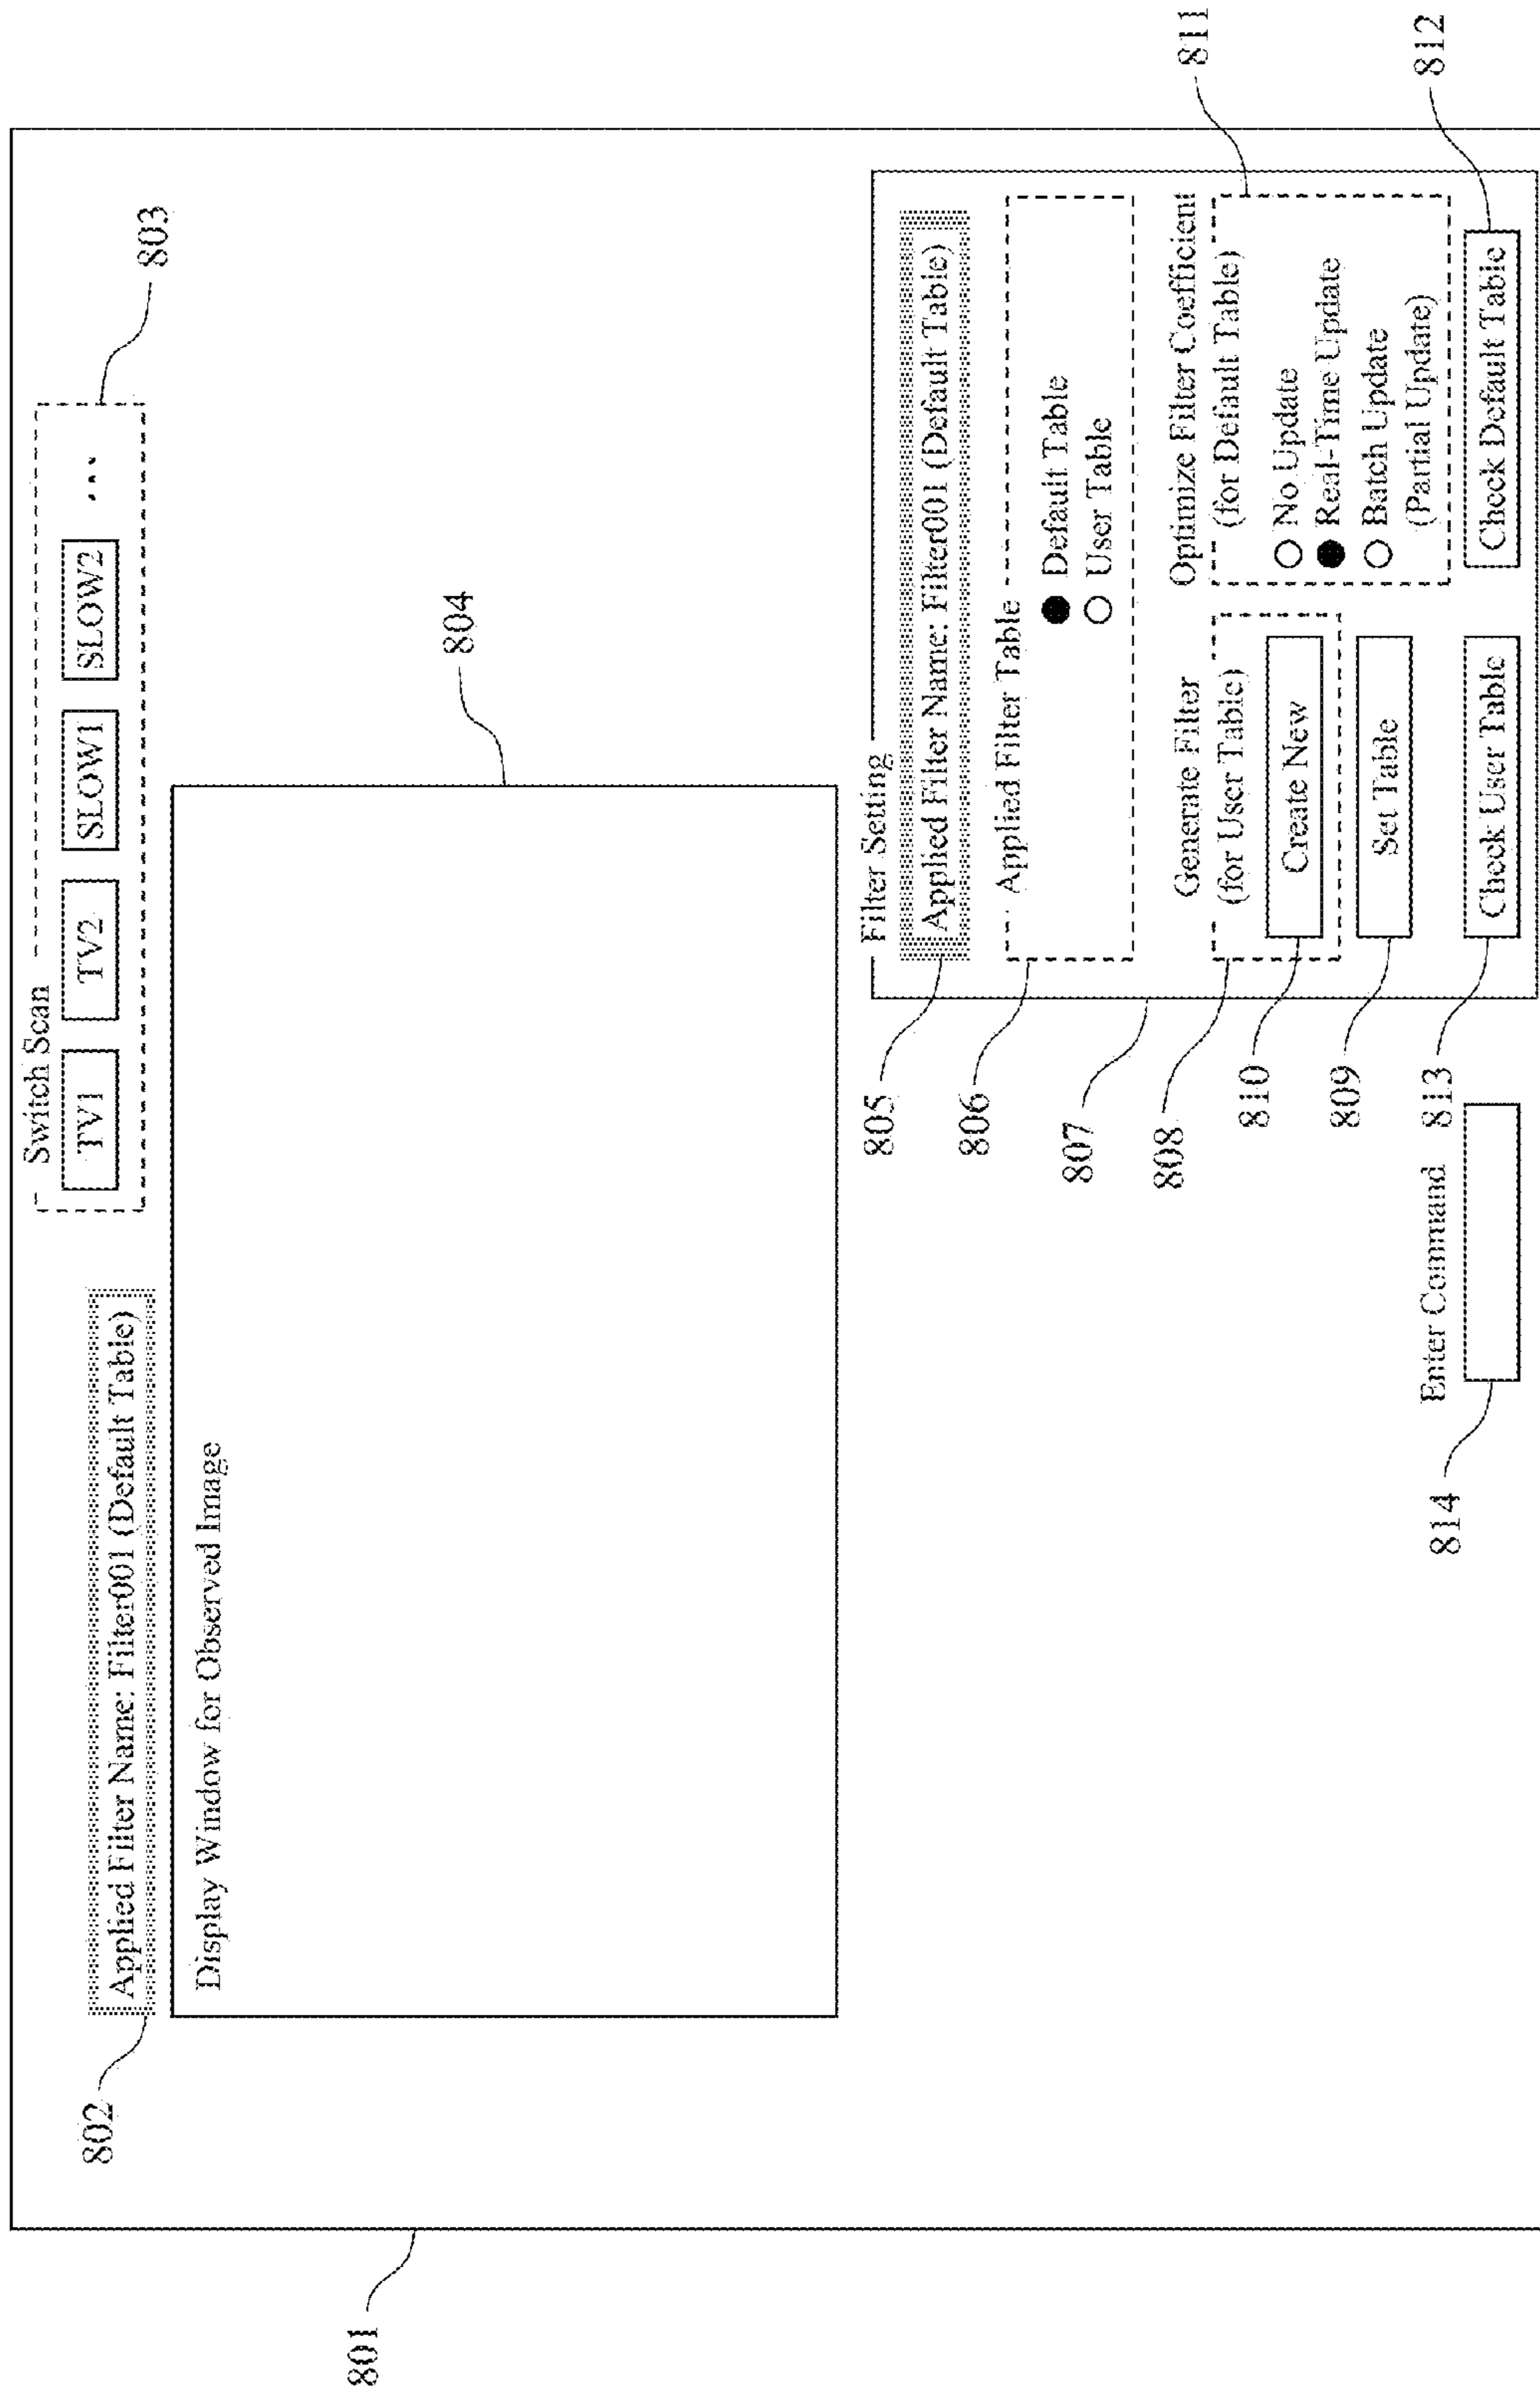 801
802
Applied Filter Name: Filter001 (Default Table)
Switch Scan
TV1 TV2 SLOW1 SLOW2 ...
803
Display Window for Observed Image
804
Filter Setting
805
Applied Filter Name: Filter001 (Default Table)
806
Applied Filter Table
Default Table
User Table
807
808
Generate Filter
(for User Table)
810
Create New
809
Set Table
813
Check User Table
Optimize Filter Coefficient
(for Default Table)
811
No Update
Real-Time Update
Batch Update
(Partial Update)
Check Default Table
812
Enter Command
814